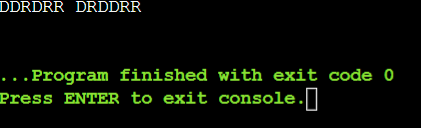 DDRDRR DRDDRR
...Program finished with exit code 0
Press ENTER to exit console.